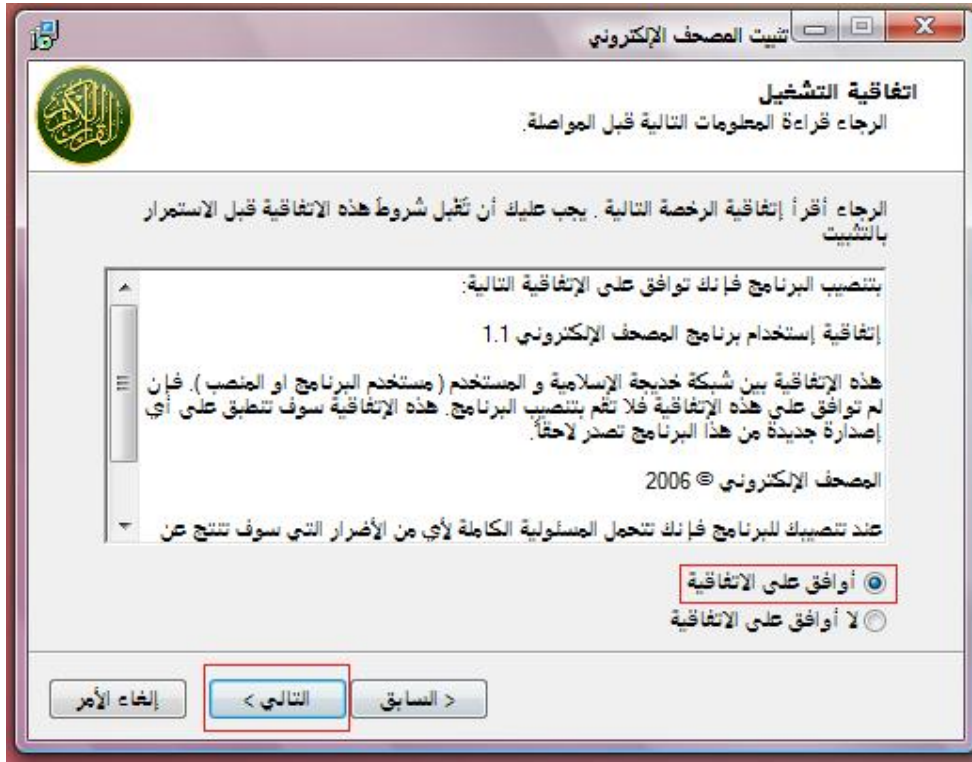 تثبيت المصحف الإلكتروني
اتفاقية التشغيل
الرجاء قراءة المعلومات التالية قبل المواصلة.
القرآن الكريم
الرجاء أقرأ إتفاقية الرخصة التالية . يجب عليك أن تَقْبل شروطَ هذه الاتفاقية قبل الاستمرار
بالتثبيت
بتنصيب البرنامج فإنك توافق على الإتفاقية التالية:
إتفاقية إستخدام برنامج المصحف الإلكتروني 1.1
هذه الإتفاقية بين شبكة خديجة الإسلامية و المستخدم ( مستخدم البرنامج او المنصب ). فإن
لم توافق على هذه الإتفاقية فلا تقم بتنصيب البرنامج. هذه الإتفاقية سوف تنطبق على أي
إصدارة جديدة من هذا البرنامج تصدر لاحقاً.
المصحف الإلكتروني © 2006
عند تنصيبك للبرنامج فإنك تتحمل المسئولية الكاملة لأي من الأضرار التي سوف تنتج عن
أوافق على الاتفاقية
لا أوافق على الاتفاقية
< السابق
التالي >
إلغاء الأمر